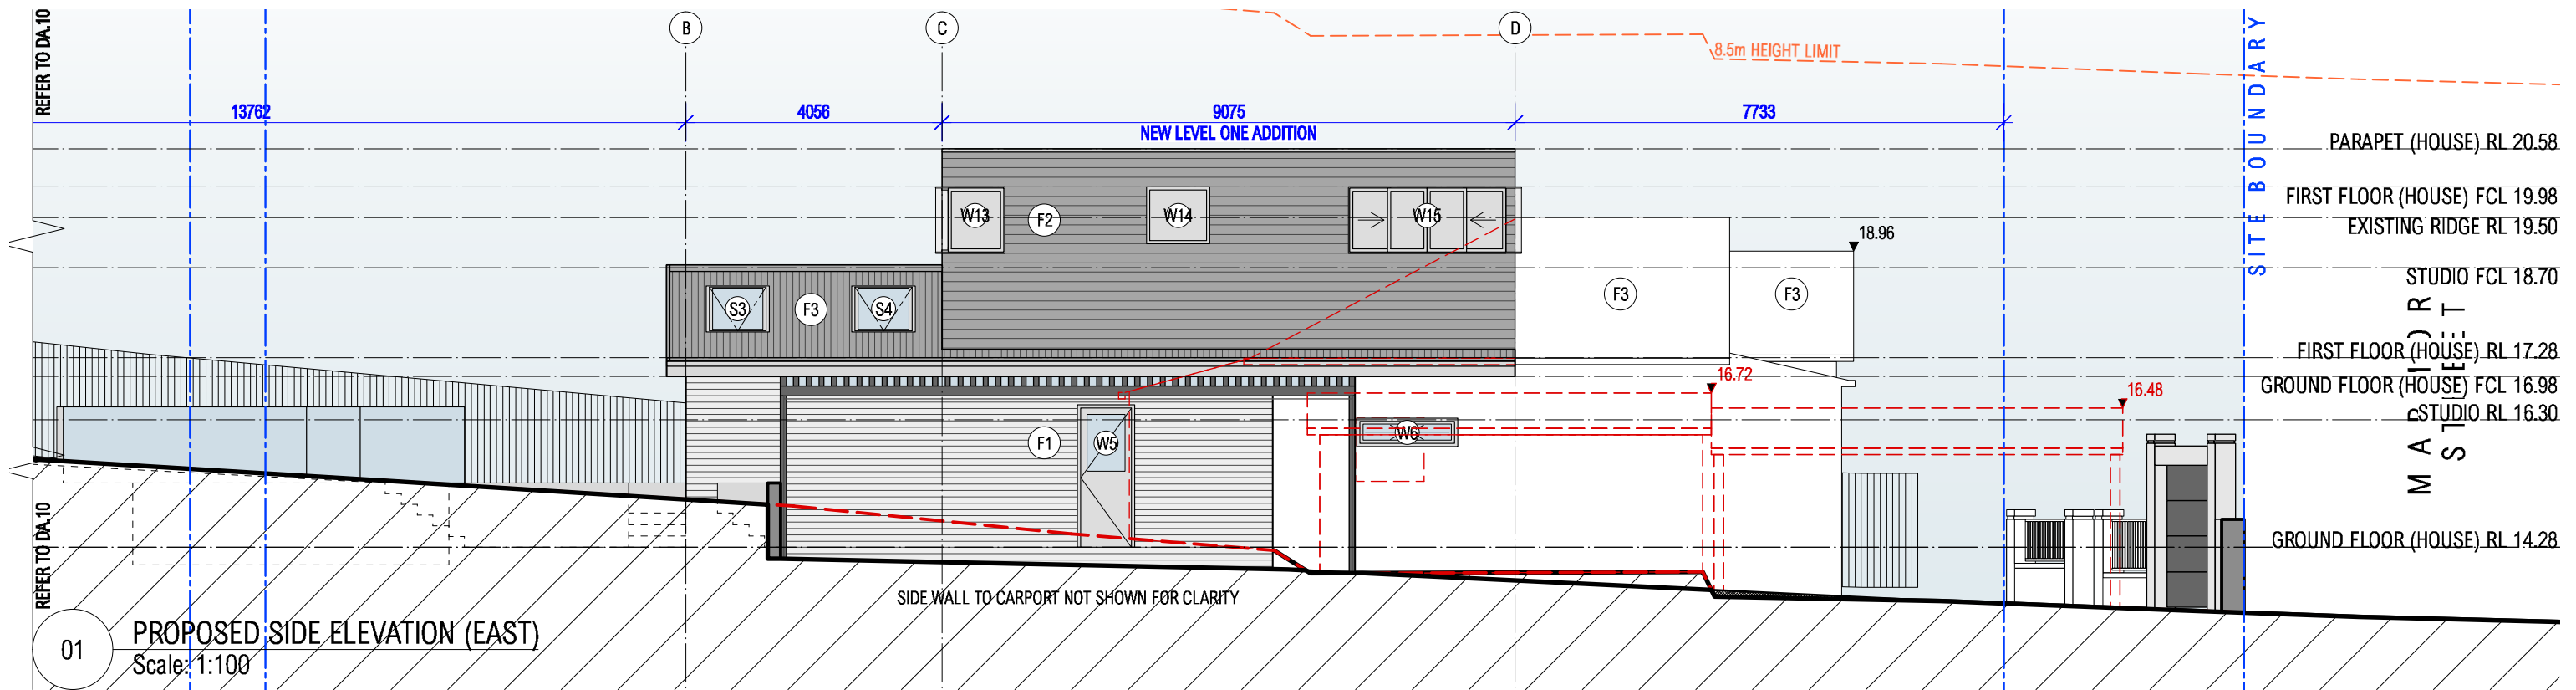 REFER TO DA.10
B
C
D
8.5m HEIGHT LIMIT
SITE BOUNDARY
13762
4056
9075
7733
NEW LEVEL ONE ADDITION
PARAPET (HOUSE) RL 20.58
FIRST FLOOR (HOUSE) FCL 19.98
EXISTING RIDGE RL 19.50
STUDIO FCL 18.70
FIRST FLOOR (HOUSE) RL 17.28
GROUND FLOOR (HOUSE) FCL 16.98
STUDIO RL 16.30
GROUND FLOOR (HOUSE) RL 14.28
W13
F2
W14
W15
18.96
S3
F3
S4
F3
F3
16.72
16.48
F1
W5
W6
STREET
REFER TO DA.10
SIDE WALL TO CARPORT NOT SHOWN FOR CLARITY
01
PROPOSED SIDE ELEVATION (EAST)
Scale: 1:100